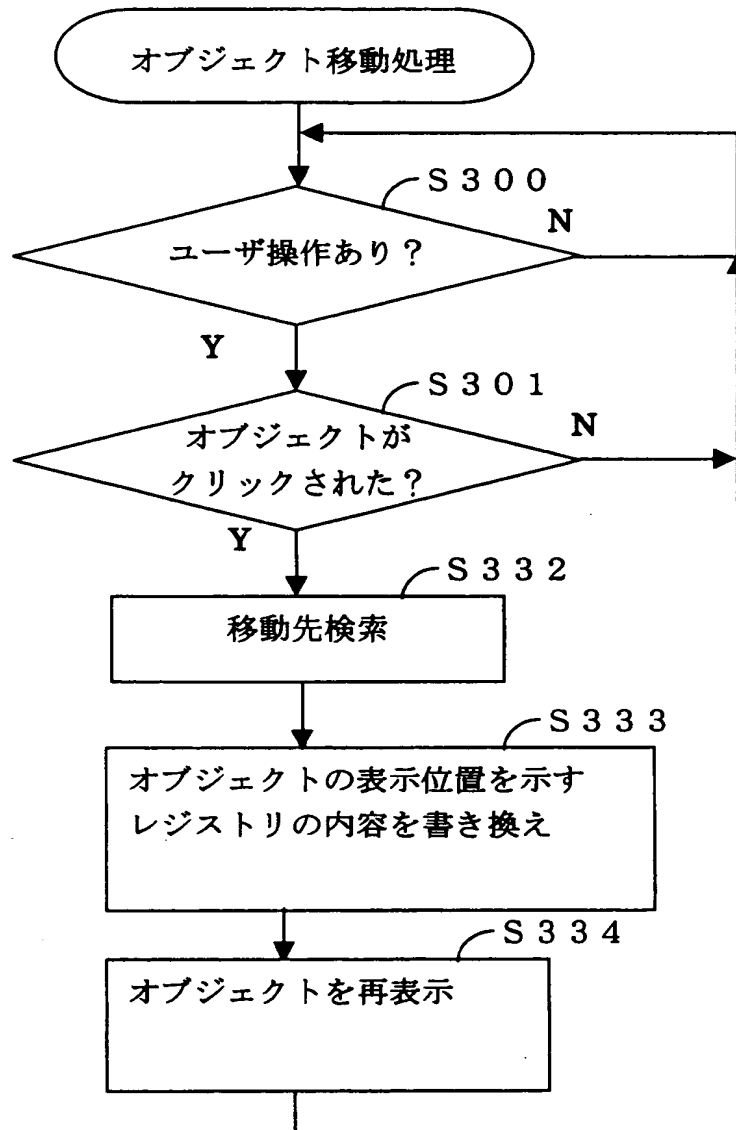 オブジェクト移動処理
S300
N
ユーザ操作あり？
Y
S301
N
オブジェクトが
クリックされた？
Y
S332
移動先検索
S333
オブジェクトの表示位置を示す
レジストリの内容を書き換え
S334
オブジェクトを再表示